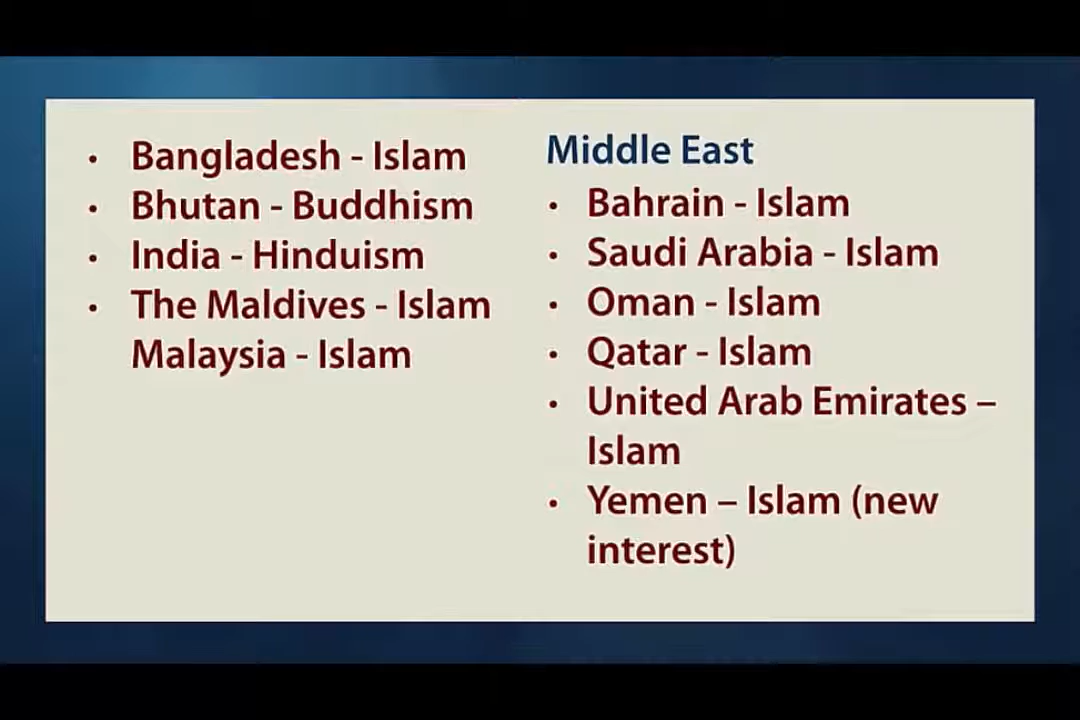 • Bangladesh - Islam
• Bhutan - Buddhism
• India - Hinduism
• The Maldives - Islam
Malaysia - Islam
Middle East
• Bahrain - Islam
• Saudi Arabia - Islam
• Oman - Islam
• Qatar - Islam
• United Arab Emirates –
Islam
• Yemen – Islam (new
interest)